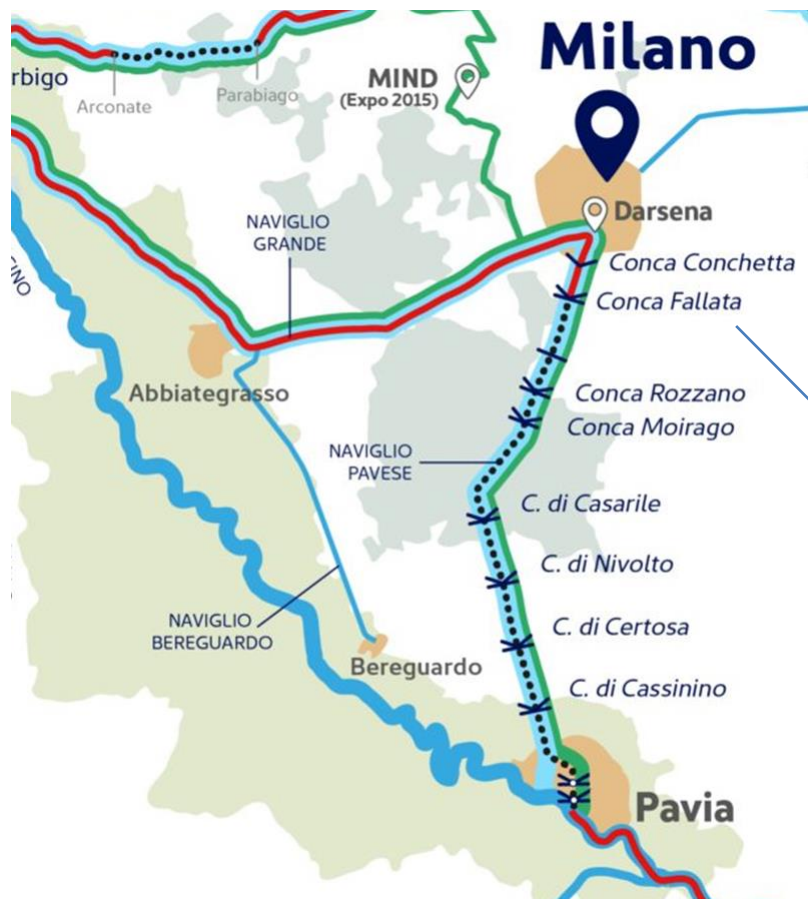 Milano
rbigo
Arconate
Parabiago
MIND
(Expo 2015)
Darsena
NAVIGLIO
GRANDE
Conca Conchetta
Conca Fallata
Abbiategrasso
Conca Rozzano
Conca Moirago
NAVIGLIO
PAVESE
C. di Casarile
C. di Nivolto
NAVIGLIO
BEREGUARDO
C. di Certosa
Bereguardo
C. di Cassinino
Pavia